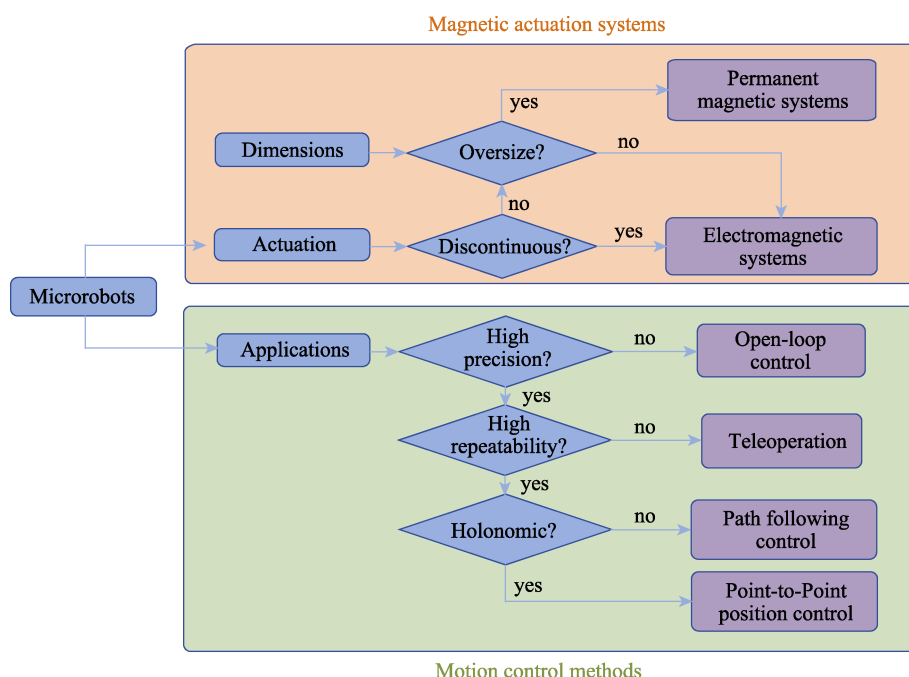 Magnetic actuation systems
Permanent
magnetic systems
yes
Dimensions
Oversize?
no
no
Actuation
Discontinuous?
yes
Electromagnetic
systems
Microrobots
Applications
High
precision?
no
Open-loop
control
yes
High
repeatability?
no
Teleoperation
yes
Holonomic?
no
Path following
control
yes
Point-to-Point
position control
Motion control methods